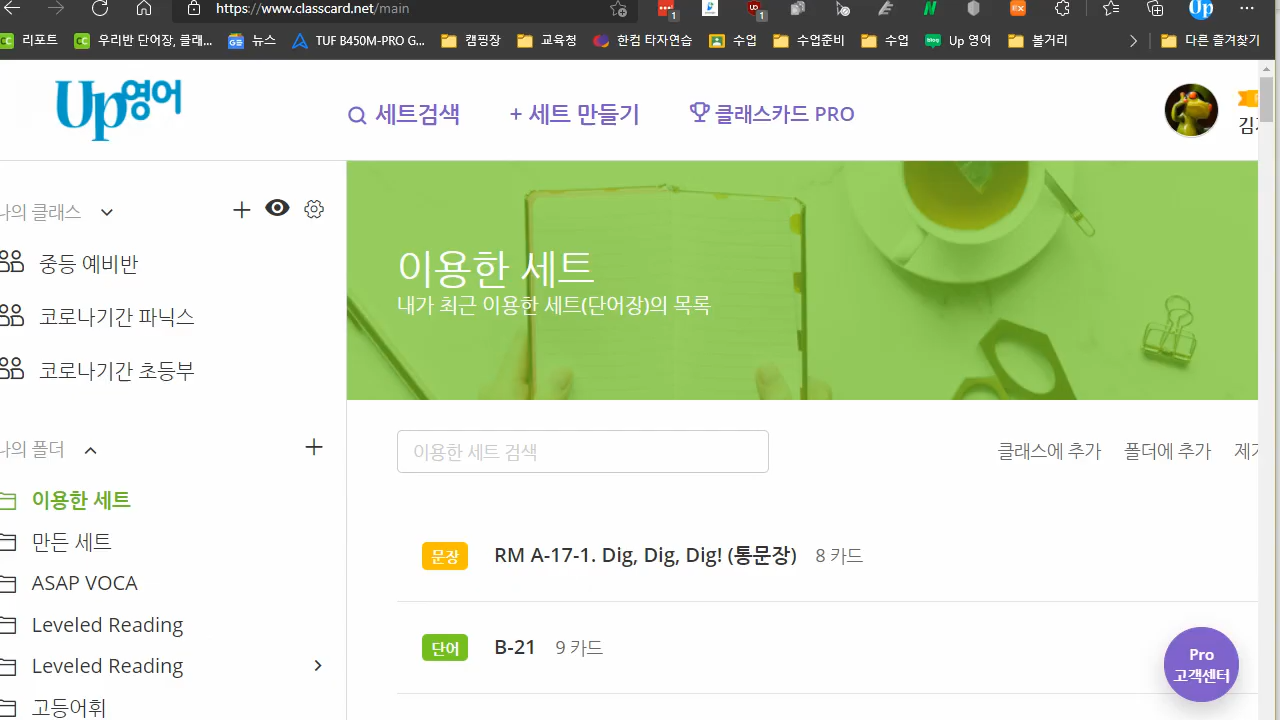 https://www.classcard.net/main
1
1
Up
리포트
우리반 단어장, 클래...
뉴스
TUF B450M-PRO G...
캠핑장
교육청
한컴 타자연습
수업
수업준비
수업
Up 영어
볼거리
다른 즐겨찾기
Up영어
세트검색
+ 세트 만들기
클래스카드 PRO
나의 클래스
중등 예비반
코로나기간 파닉스
코로나기간 초등부
나의 폴더
이용한 세트
만든 세트
ASAP VOCA
Leveled Reading
Leveled Reading
고등어휘
이용한 세트
내가 최근 이용한 세트(단어장)의 목록
이용한 세트 검색
클래스에 추가
폴더에 추가
문장 RM A-17-1. Dig, Dig, Dig! (통문장) 8 카드
단어 B-21 9 카드
Pro
고객센터